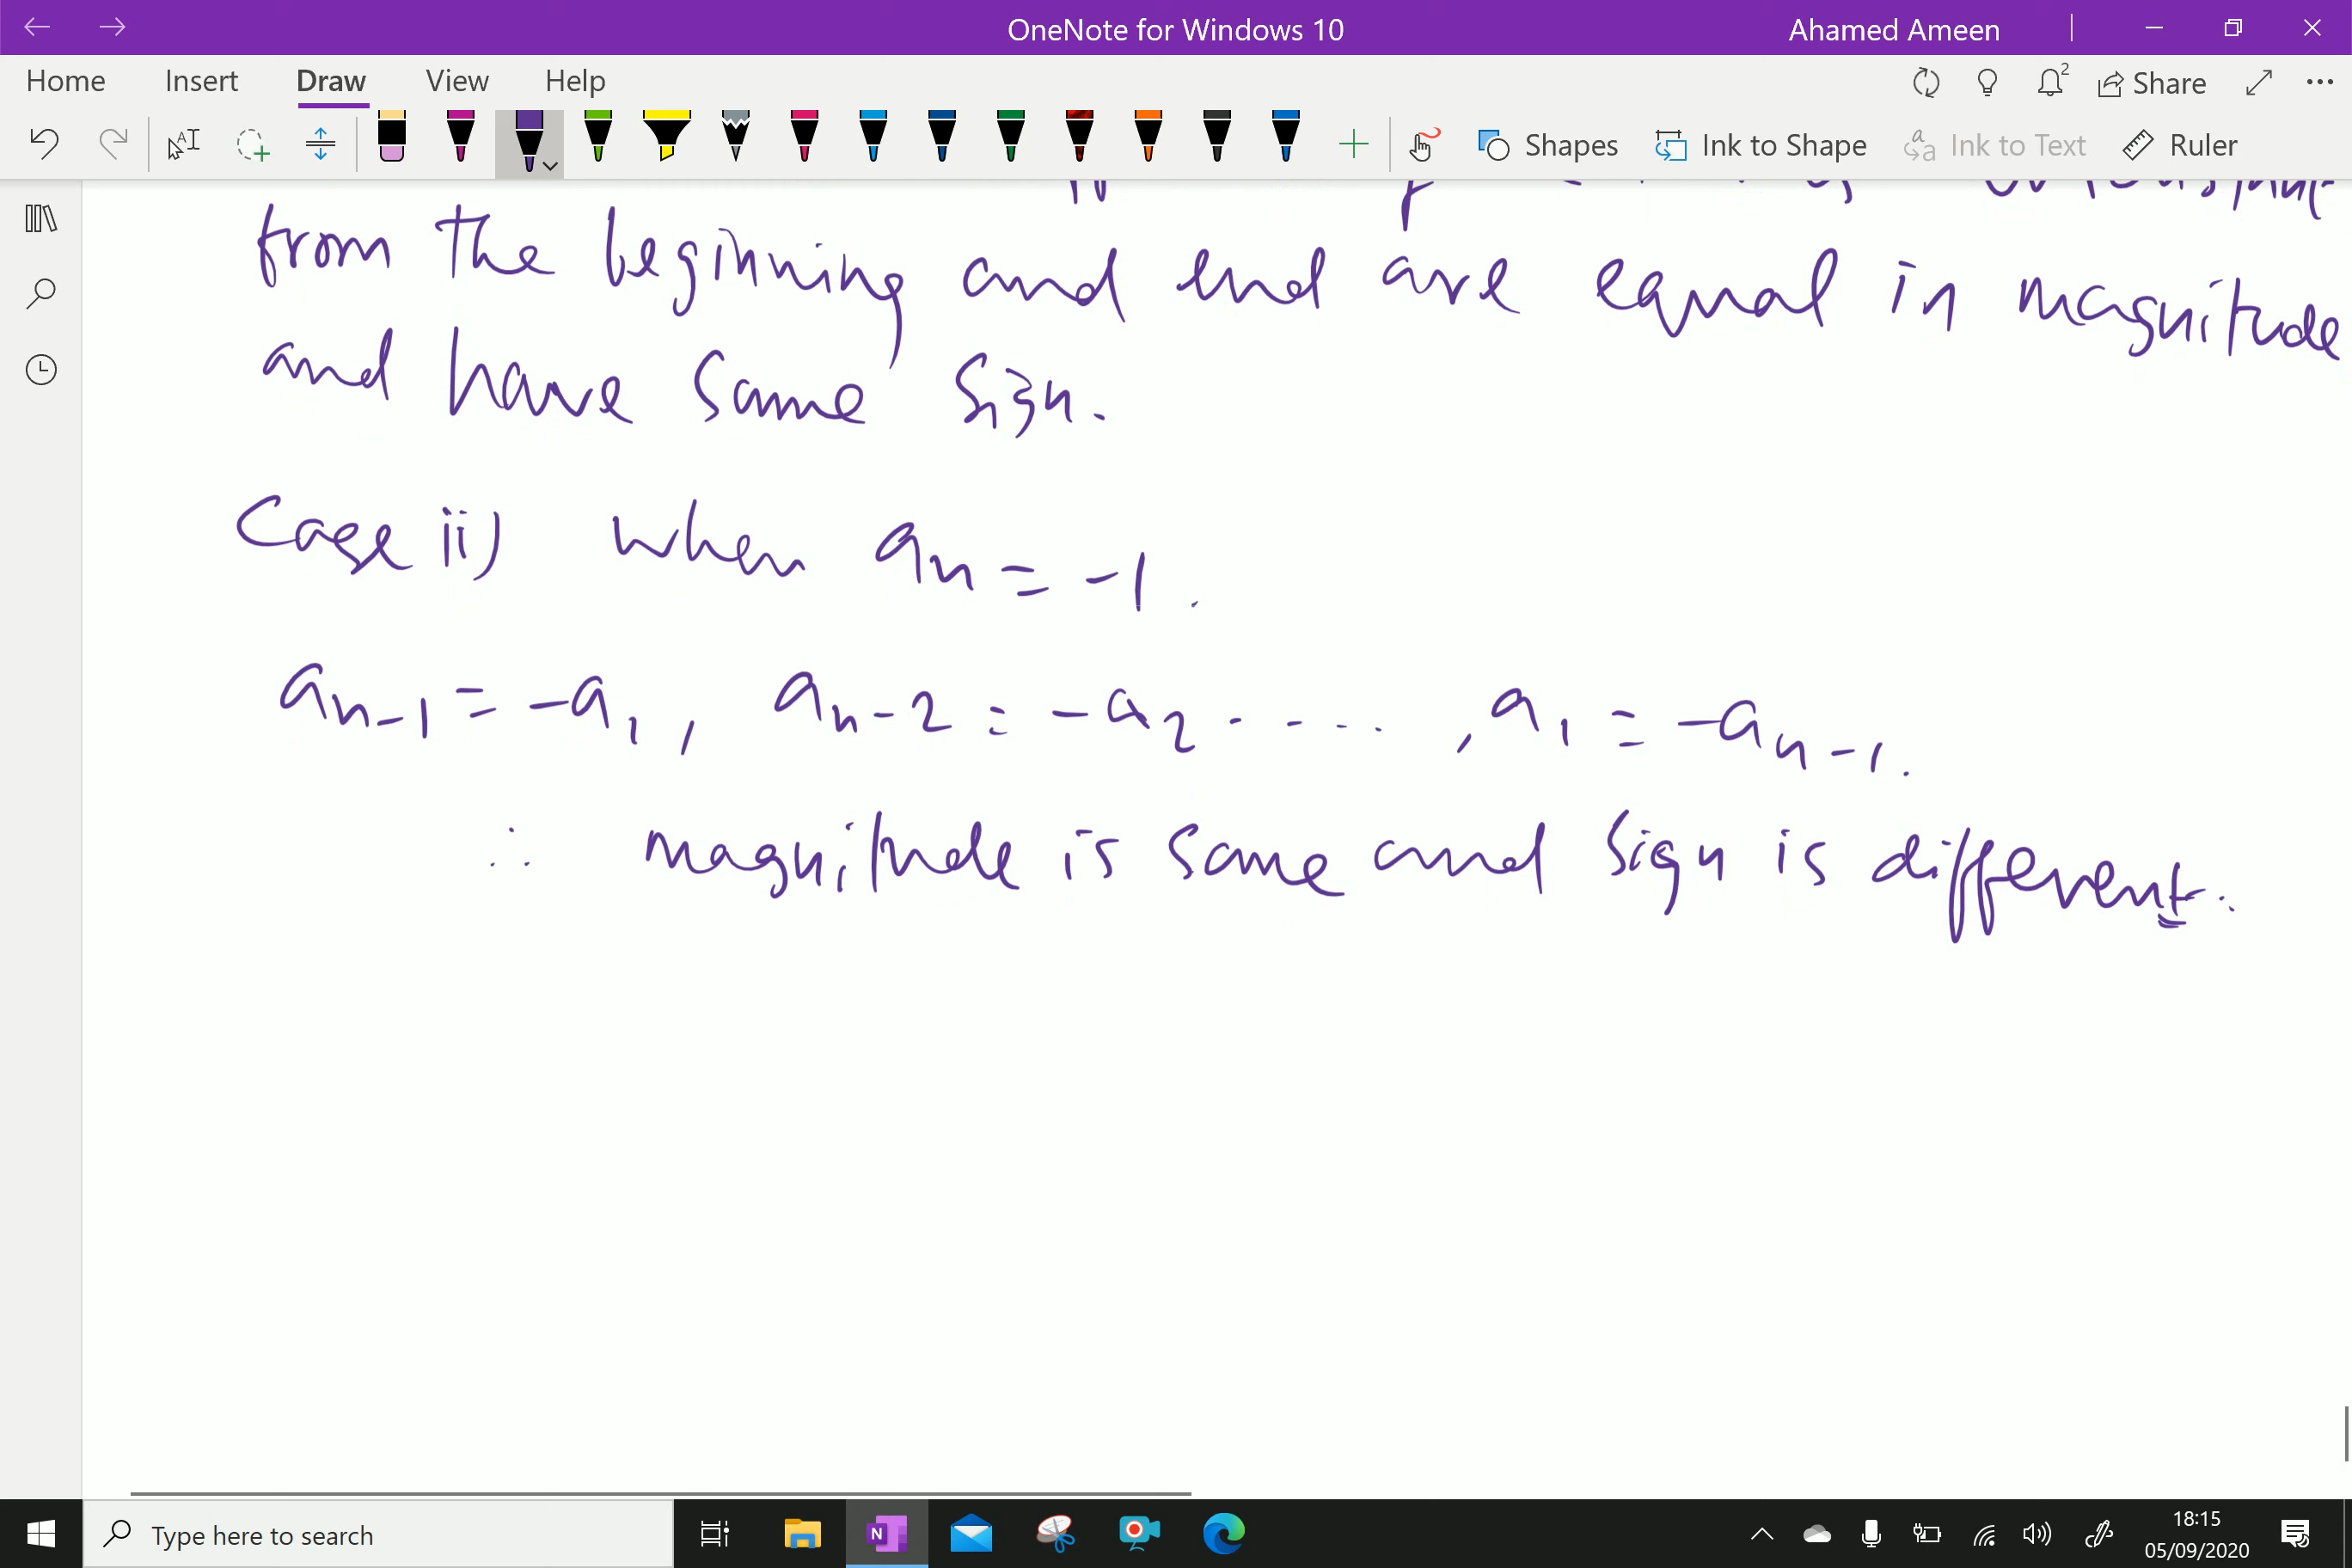 OneNote for Windows 10
Ahamed Ameen
Home Insert Draw View Help
2 Share
Shapes Ink to Shape Ink to Text Ruler
from the beginning and end are equal in magnitude
and have same sign.
Case ii) when aₙ = -1.
aₙ₋₁ = -a₁, aₙ₋₂ = -a₂ ....., a₁ = -aₙ₋₁.
∴ magnitude is same and sign is different.
Type here to search
18:15
05/09/2020